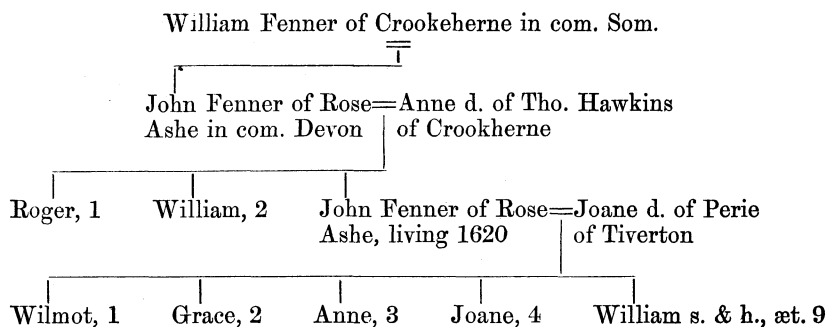 William Fenner of Crookeherne in com. Som.
John Fenner of Rose=Anne d. of Tho. Hawkins
Ashe in com. Devon of Crookherne
Roger, 1 William, 2 John Fenner of Rose=Joane d. of Perie
Ashe, living 1620 of Tiverton
Wilmot, 1 Grace, 2 Anne, 3 Joane, 4 William s. & h., æt. 9